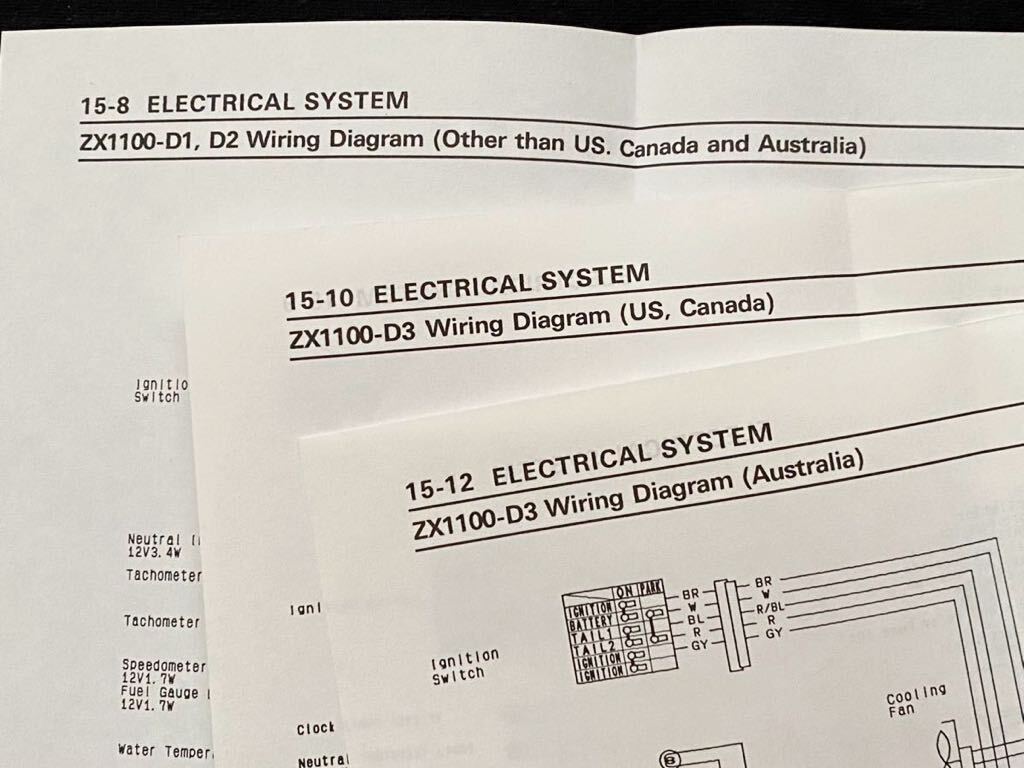 15-8 ELECTRICAL SYSTEM
ZX1100-D1, D2 Wiring Diagram (Other than US. Canada and Australia)
Ignitio
Switch
Neutral
12V3.4W
Tachometer
Tachometer
Speedometer
12V1.7W
Fuel Gauge
12V1.7W
Water Temper
15-10 ELECTRICAL SYSTEM
ZX1100-D3 Wiring Diagram (US, Canada)
Igni
Clock
Neutral
15-12 ELECTRICAL SYSTEM
ZX1100-D3 Wiring Diagram (Australia)
Ignition
Switch
ON PARK
IGNITION
BATTERY
TAIL1
TAIL2
IGNITION
IGNITION
BR BR
W W
BL R/BL
R R
GY GY
Cooling
Fan